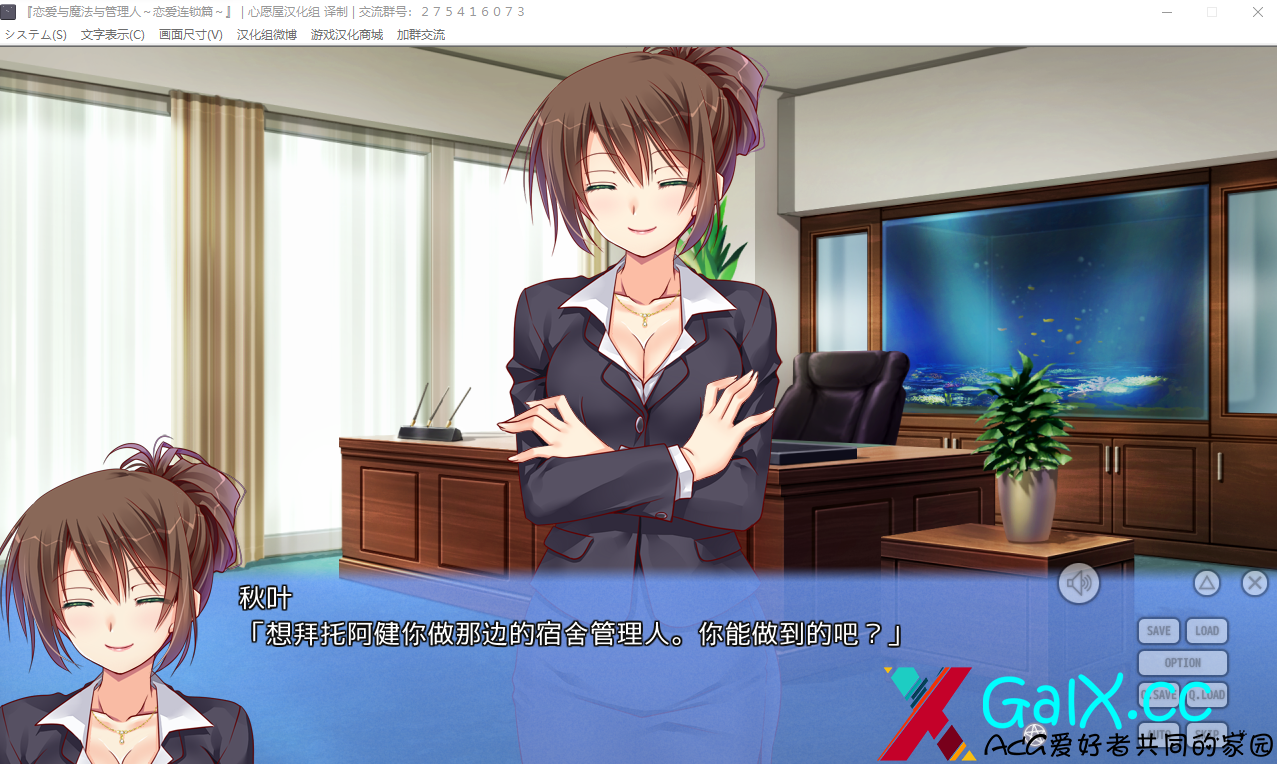 『恋爱与魔法与管理人～恋爱连锁篇～』 | 心愿屋汉化组 译制 | 交流群号：２７５４１６０７３
システム(S) 文字表示(C) 画面尺寸(V) 汉化组微博 游戏汉化商城 加群交流
秋叶
「想拜托阿健你做那边的宿舍管理人。你能做到的吧？」
SAVE LOAD
OPTION
Q.SAVE Q.LOAD
AUTO SKIP
GalX.cc
ACG爱好者共同的家园